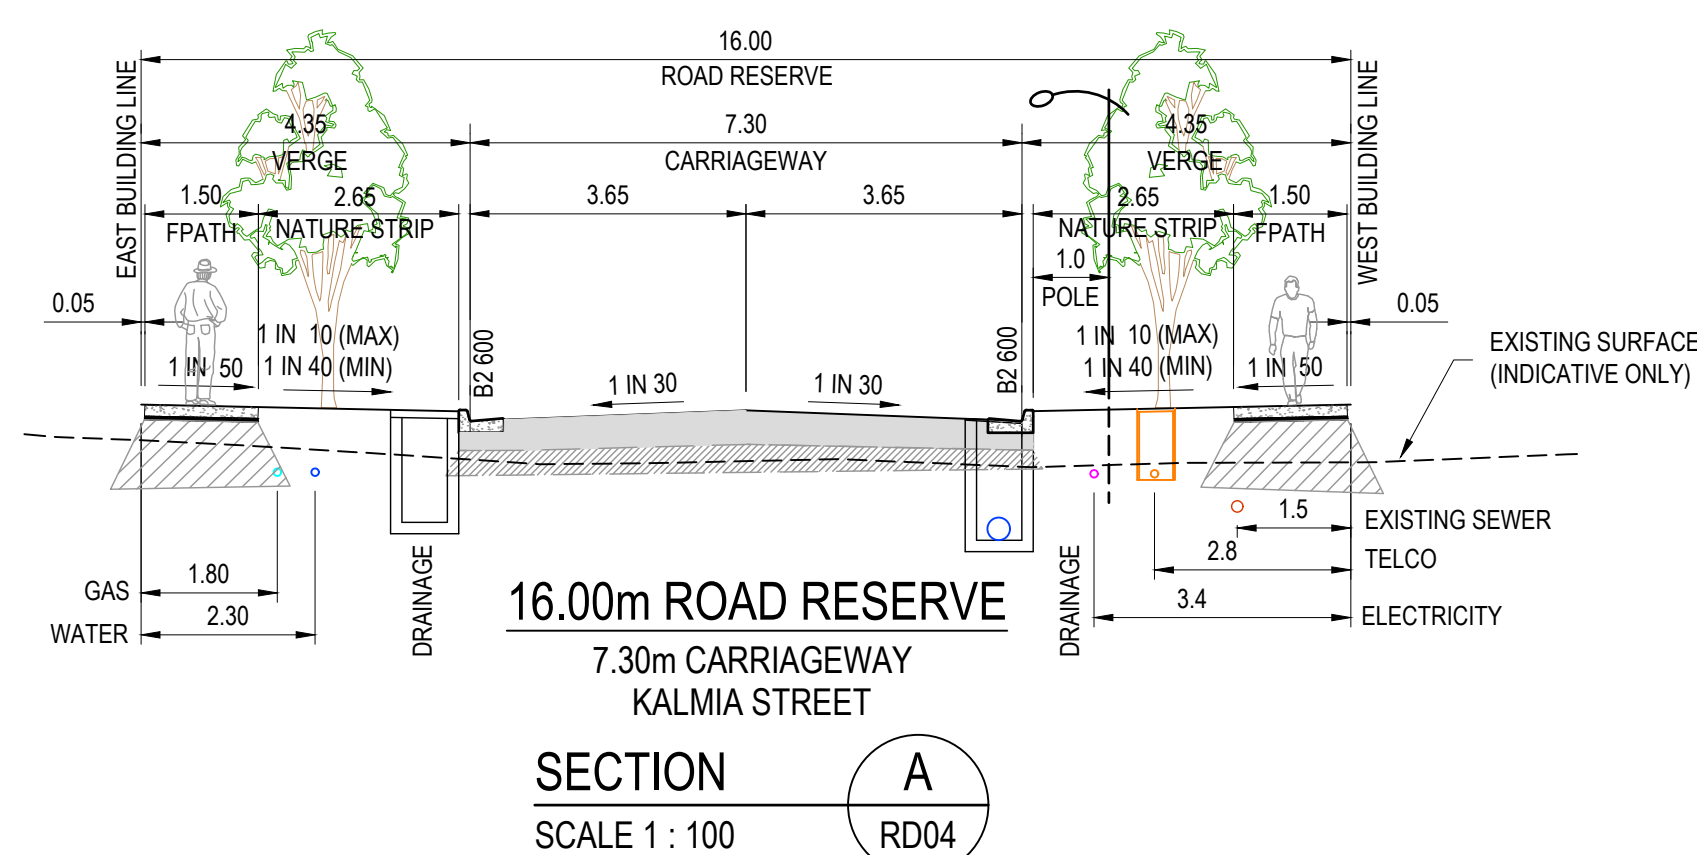 16.00
ROAD RESERVE
EAST BUILDING LINE
WEST BUILDING LINE
4.35
VERGE
7.30
CARRIAGEWAY
4.35
VERGE
1.50
FPATH
2.65
NATURE STRIP
3.65
3.65
2.65
NATURE STRIP
1.50
FPATH
1.0
POLE
0.05
0.05
1 IN 10 (MAX)
1 IN 40 (MIN)
1 IN 50
B2 600
1 IN 30
1 IN 30
B2 600
1 IN 10 (MAX)
1 IN 40 (MIN)
1 IN 50
EXISTING SURFACE
(INDICATIVE ONLY)
GAS
1.80
WATER
2.30
DRAINAGE
DRAINAGE
1.5
EXISTING SEWER
2.8
TELCO
3.4
ELECTRICITY
16.00m ROAD RESERVE
7.30m CARRIAGEWAY
KALMIA STREET
SECTION
A
SCALE 1 : 100
RD04